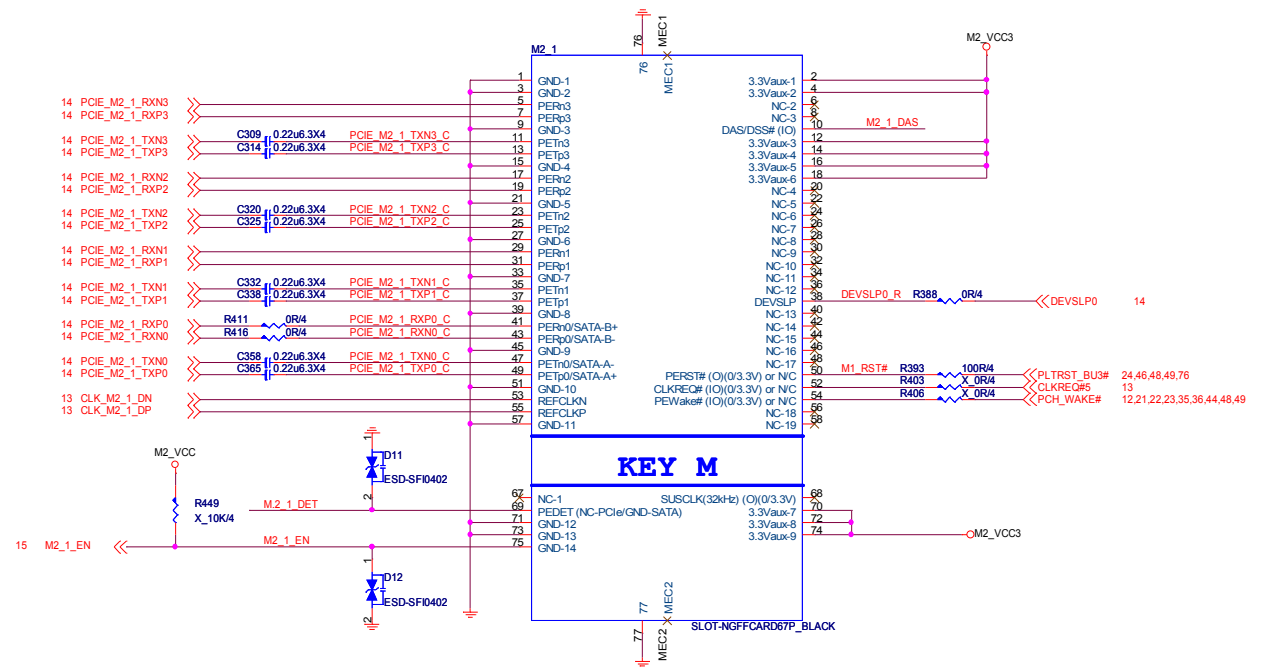 76
MEC1
M2_VCC3
M2_1
76
MEC1
1 GND-1 3.3Vaux-1 2
3 GND-2 3.3Vaux-2 4
14 PCIE_M2_1_RXN3 5 PERn3 NC-2 6
14 PCIE_M2_1_RXP3 7 PERp3 NC-3 8
9 GND-3 DAS/DSS# (IO) 10 M2_1_DAS
14 PCIE_M2_1_TXN3 C309 0.22u6.3X4 PCIE_M2_1_TXN3_C 11 PETn3 3.3Vaux-3 12
14 PCIE_M2_1_TXP3 C314 0.22u6.3X4 PCIE_M2_1_TXP3_C 13 PETp3 3.3Vaux-4 14
15 GND-4 3.3Vaux-5 16
14 PCIE_M2_1_RXN2 17 PERn2 3.3Vaux-6 18
14 PCIE_M2_1_RXP2 19 PERp2 NC-4 20
21 GND-5 NC-5 22
14 PCIE_M2_1_TXN2 C320 0.22u6.3X4 PCIE_M2_1_TXN2_C 23 PETn2 NC-6 24
14 PCIE_M2_1_TXP2 C325 0.22u6.3X4 PCIE_M2_1_TXP2_C 25 PETp2 NC-7 26
27 GND-6 NC-8 28
14 PCIE_M2_1_RXN1 29 PERn1 NC-9 30
14 PCIE_M2_1_RXP1 31 PERp1 NC-10 32
33 GND-7 NC-11 34
14 PCIE_M2_1_TXN1 C332 0.22u6.3X4 PCIE_M2_1_TXN1_C 35 PETn1 NC-12 36
14 PCIE_M2_1_TXP1 C338 0.22u6.3X4 PCIE_M2_1_TXP1_C 37 PETp1 DEVSLP 38 DEVSLP0_R R388 0R/4 DEVSLP0 14
39 GND-8 NC-13 40
14 PCIE_M2_1_RXP0 R411 0R/4 PCIE_M2_1_RXP0_C 41 PERn0/SATA-B+ NC-14 42
14 PCIE_M2_1_RXN0 R416 0R/4 PCIE_M2_1_RXN0_C 43 PERp0/SATA-B- NC-15 44
45 GND-9 NC-16 46
14 PCIE_M2_1_TXN0 C358 0.22u6.3X4 PCIE_M2_1_TXN0_C 47 PETn0/SATA-A- NC-17 48
14 PCIE_M2_1_TXP0 C365 0.22u6.3X4 PCIE_M2_1_TXP0_C 49 PETp0/SATA-A+ PERST# (O)(0/3.3V) or N/C 50 M1_RST# R393 100R/4 PLTRST_BU3# 24,46,48,49,76
51 GND-10 CLKREQ# (IO)(0/3.3V) or N/C 52 R403 X_0R/4 CLKREQ#5 13
13 CLK_M2_1_DN 53 REFCLKN PEWake# (IO)(0/3.3V) or N/C 54 R406 X_0R/4 PCH_WAKE# 12,21,22,23,35,36,44,48,49
13 CLK_M2_1_DP 55 REFCLKP NC-18 56
57 GND-11 NC-19 58
KEY M
M2_VCC
1
D11
ESD-SFI0402
2
67 NC-1 SUSCLK(32kHz) (O)(0/3.3V) 68
R449
X_10K/4
M.2_1_DET 69 PEDET (NC-PCIe/GND-SATA) 3.3Vaux-7 70
71 GND-12 3.3Vaux-8 72
73 GND-13 3.3Vaux-9 74 M2_VCC3
15 M2_1_EN M2_1_EN 75 GND-14
1
D12
ESD-SFI0402
2
77
MEC2
SLOT-NGFFCARD67P_BLACK
77
MEC2